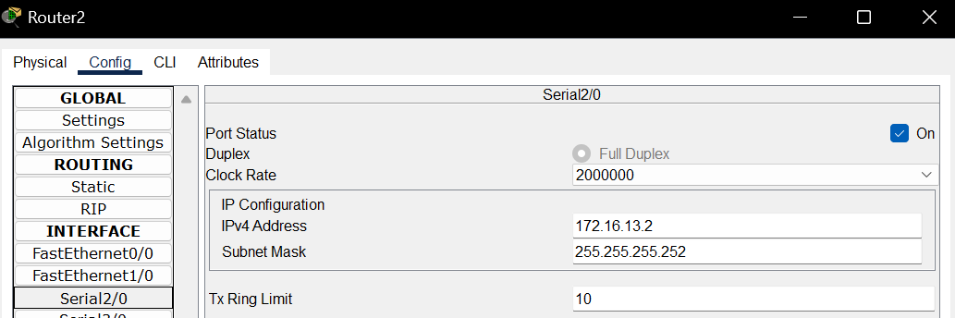 Router2
Physical Config CLI Attributes
GLOBAL
Settings
Algorithm Settings
ROUTING
Static
RIP
INTERFACE
FastEthernet0/0
FastEthernet1/0
Serial2/0
Serial2/0
Port Status On
Duplex Full Duplex
Clock Rate 2000000
IP Configuration
IPv4 Address 172.16.13.2
Subnet Mask 255.255.255.252
Tx Ring Limit 10